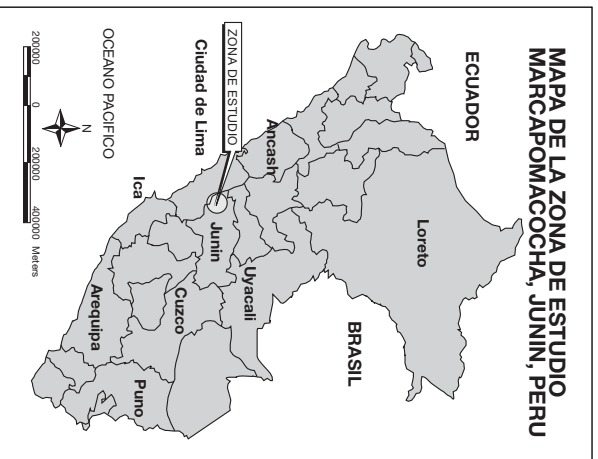 MAPA DE LA ZONA DE ESTUDIO
MARCAPOMACOCHA, JUNIN, PERU
ECUADOR
Loreto
BRASIL
Ancash
Uyacali
ZONA DE ESTUDIO
Junin
Ciudad de Lima
Cuzco
Ica
Puno
Arequipa
OCEANO PACIFICO
N
200000 0 200000 400000 Meters